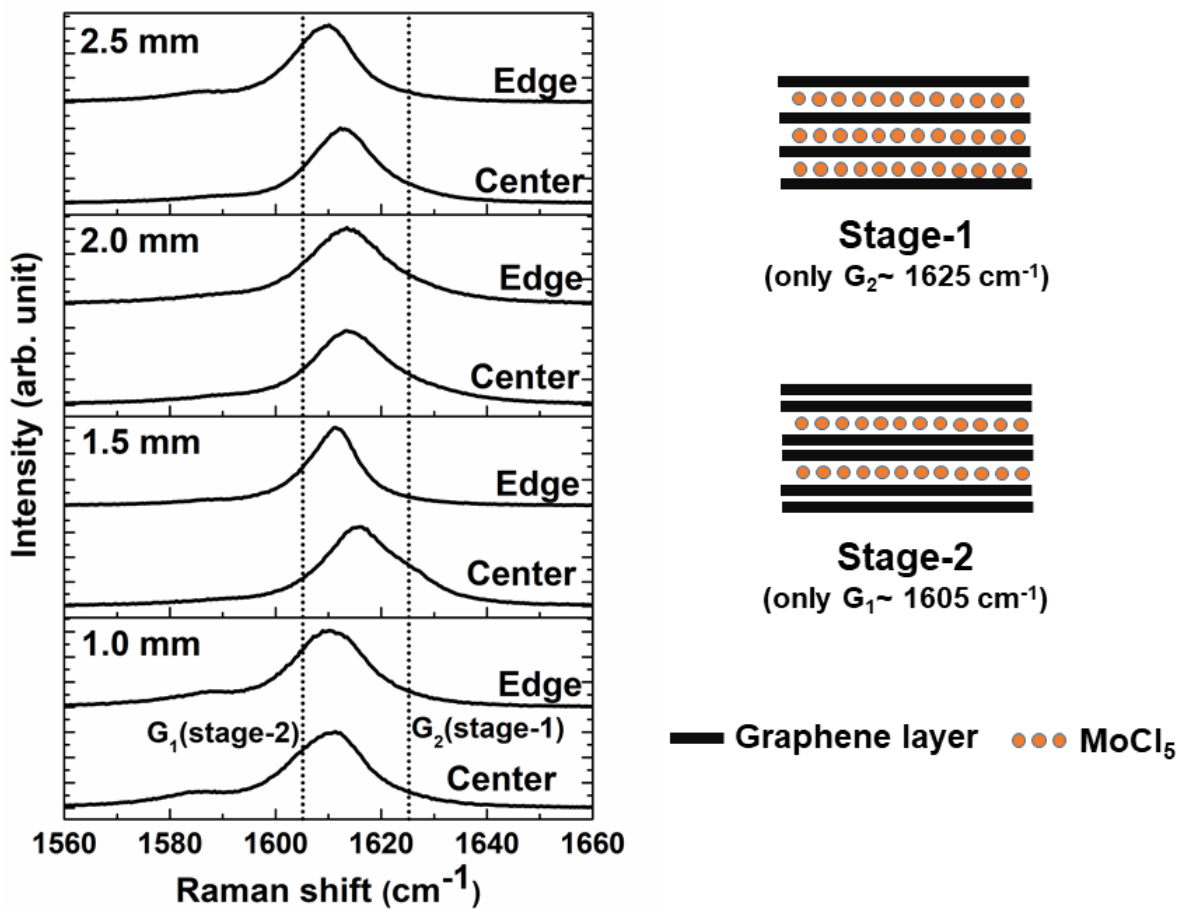 Intensity (arb. unit)
2.5 mm
Edge
Center
2.0 mm
Edge
Center
1.5 mm
Edge
Center
1.0 mm
Edge
G₁(stage-2)
G₂(stage-1)
Center
1560 1580 1600 1620 1640 1660
Raman shift (cm⁻¹)
Stage-1
(only G₂~ 1625 cm⁻¹)
Stage-2
(only G₁~ 1605 cm⁻¹)
Graphene layer
MoCl₅